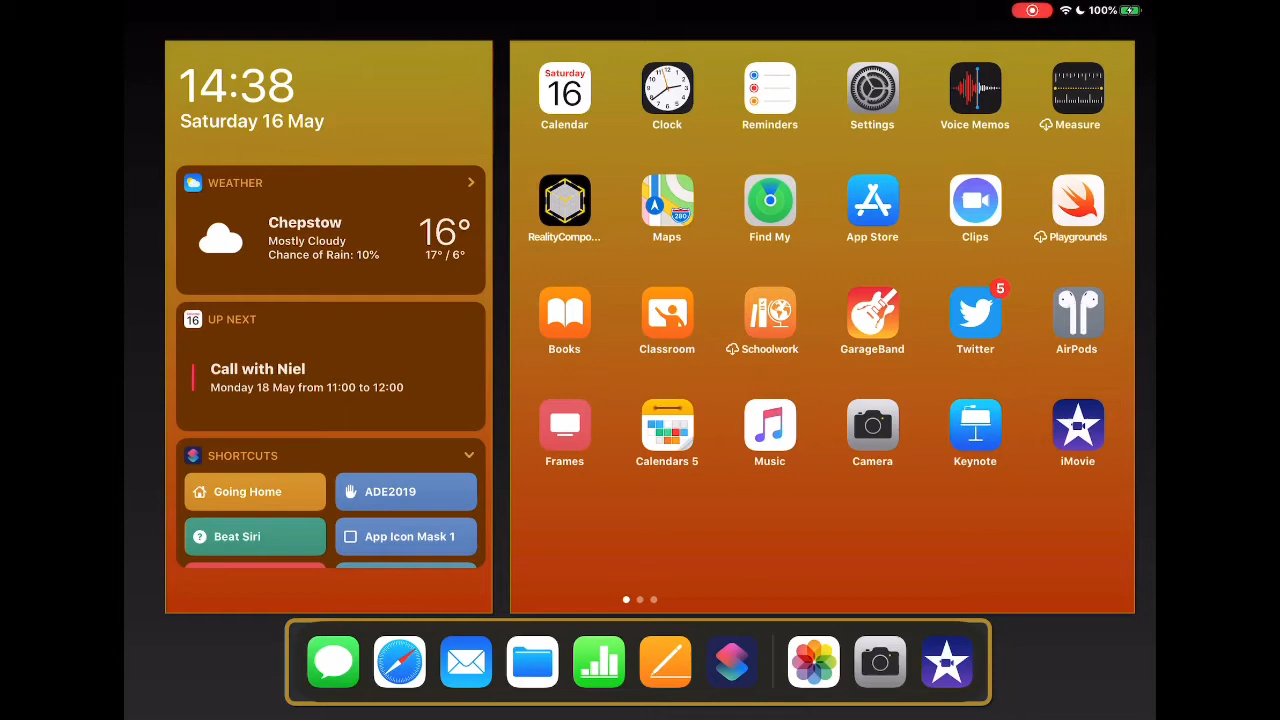 100%
14:38
Saturday 16 May
WEATHER
Chepstow
Mostly Cloudy
Chance of Rain: 10%
16°
17° / 6°
16
UP NEXT
Call with Niel
Monday 18 May from 11:00 to 12:00
SHORTCUTS
Going Home
ADE2019
Beat Siri
App Icon Mask 1
Saturday
16
Calendar
Clock
Reminders
Settings
Voice Memos
Measure
280
RealityCompo...
Maps
Find My
App Store
Clips
Playgrounds
5
Books
Classroom
Schoolwork
GarageBand
Twitter
AirPods
Frames
Calendars 5
Music
Camera
Keynote
iMovie